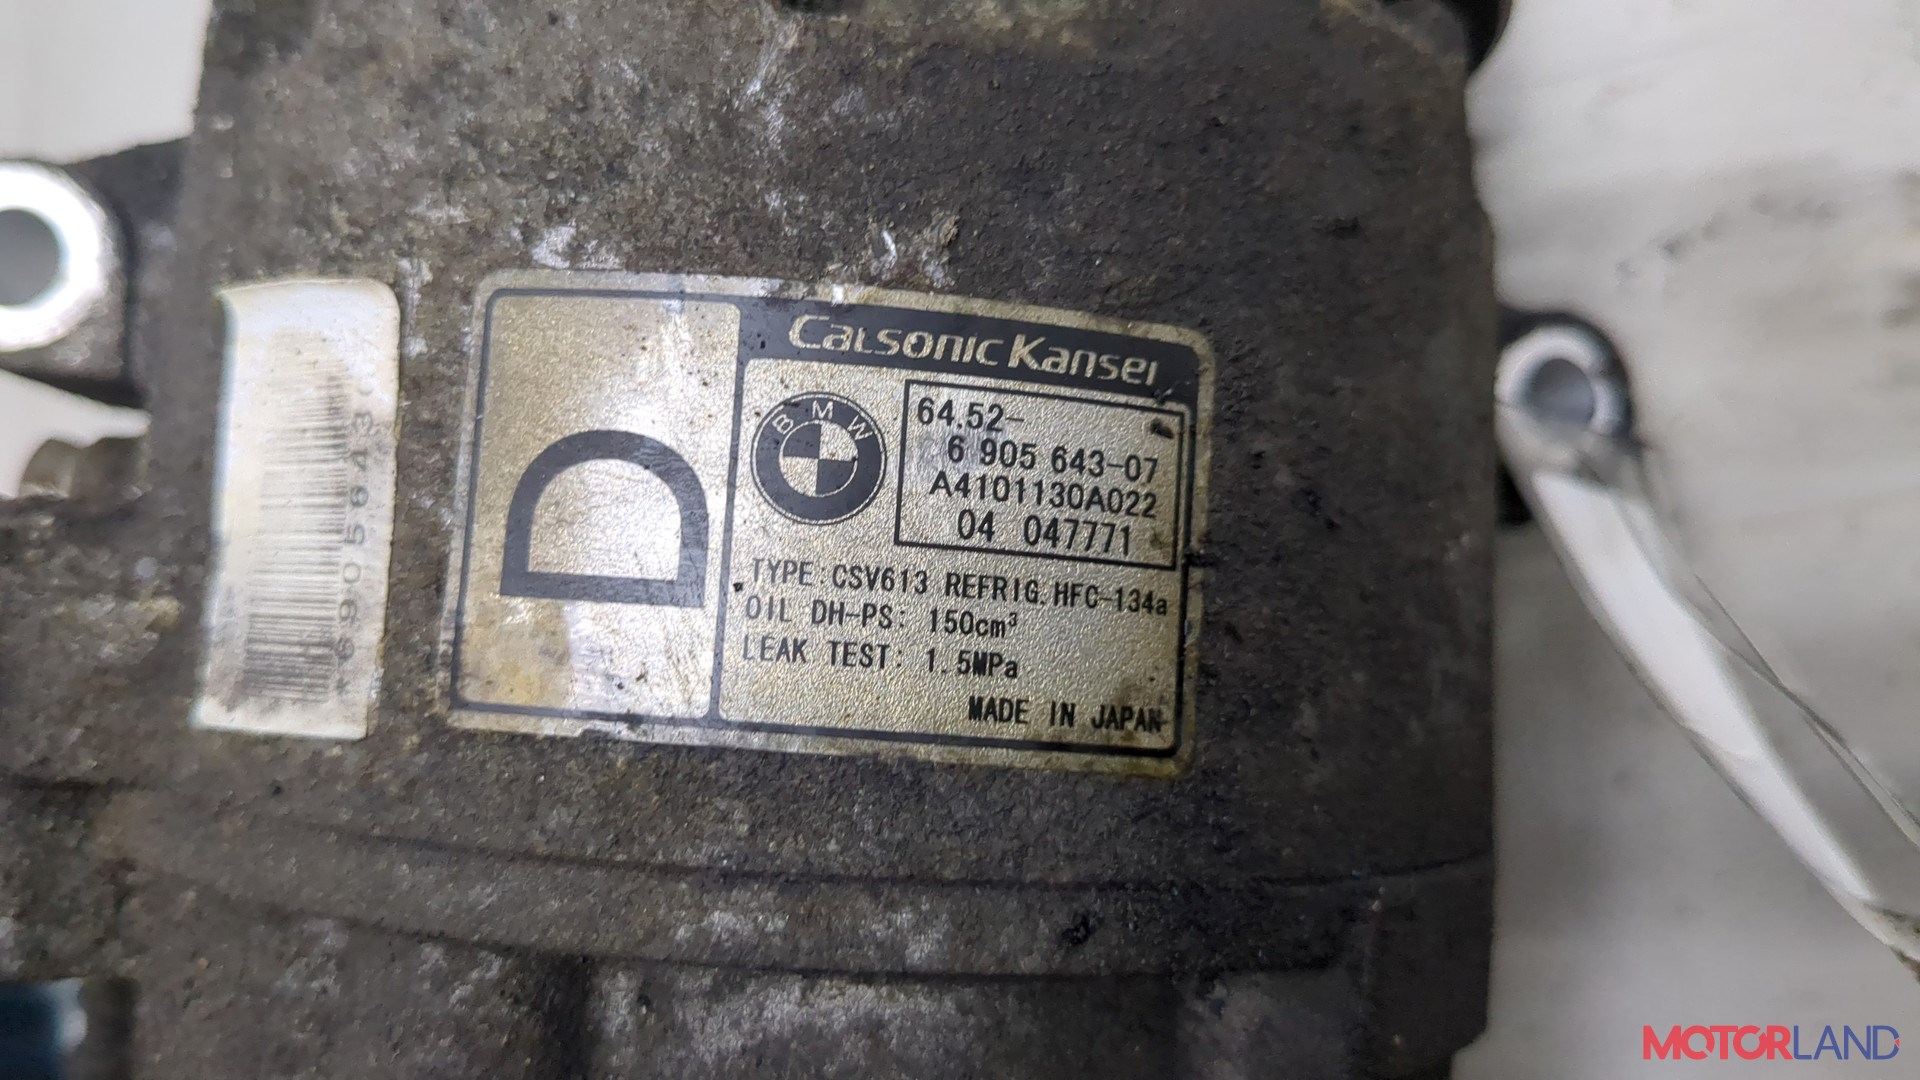 *6905643
D
Calsonic Kansei
BMW
64.52-
6 905 643-07
A4101130A022
04 047771
TYPE:CSV613 REFRIG.HFC-134a
OIL DH-PS: 150cm³
LEAK TEST: 1.5MPa
MADE IN JAPAN
MOTORLAND